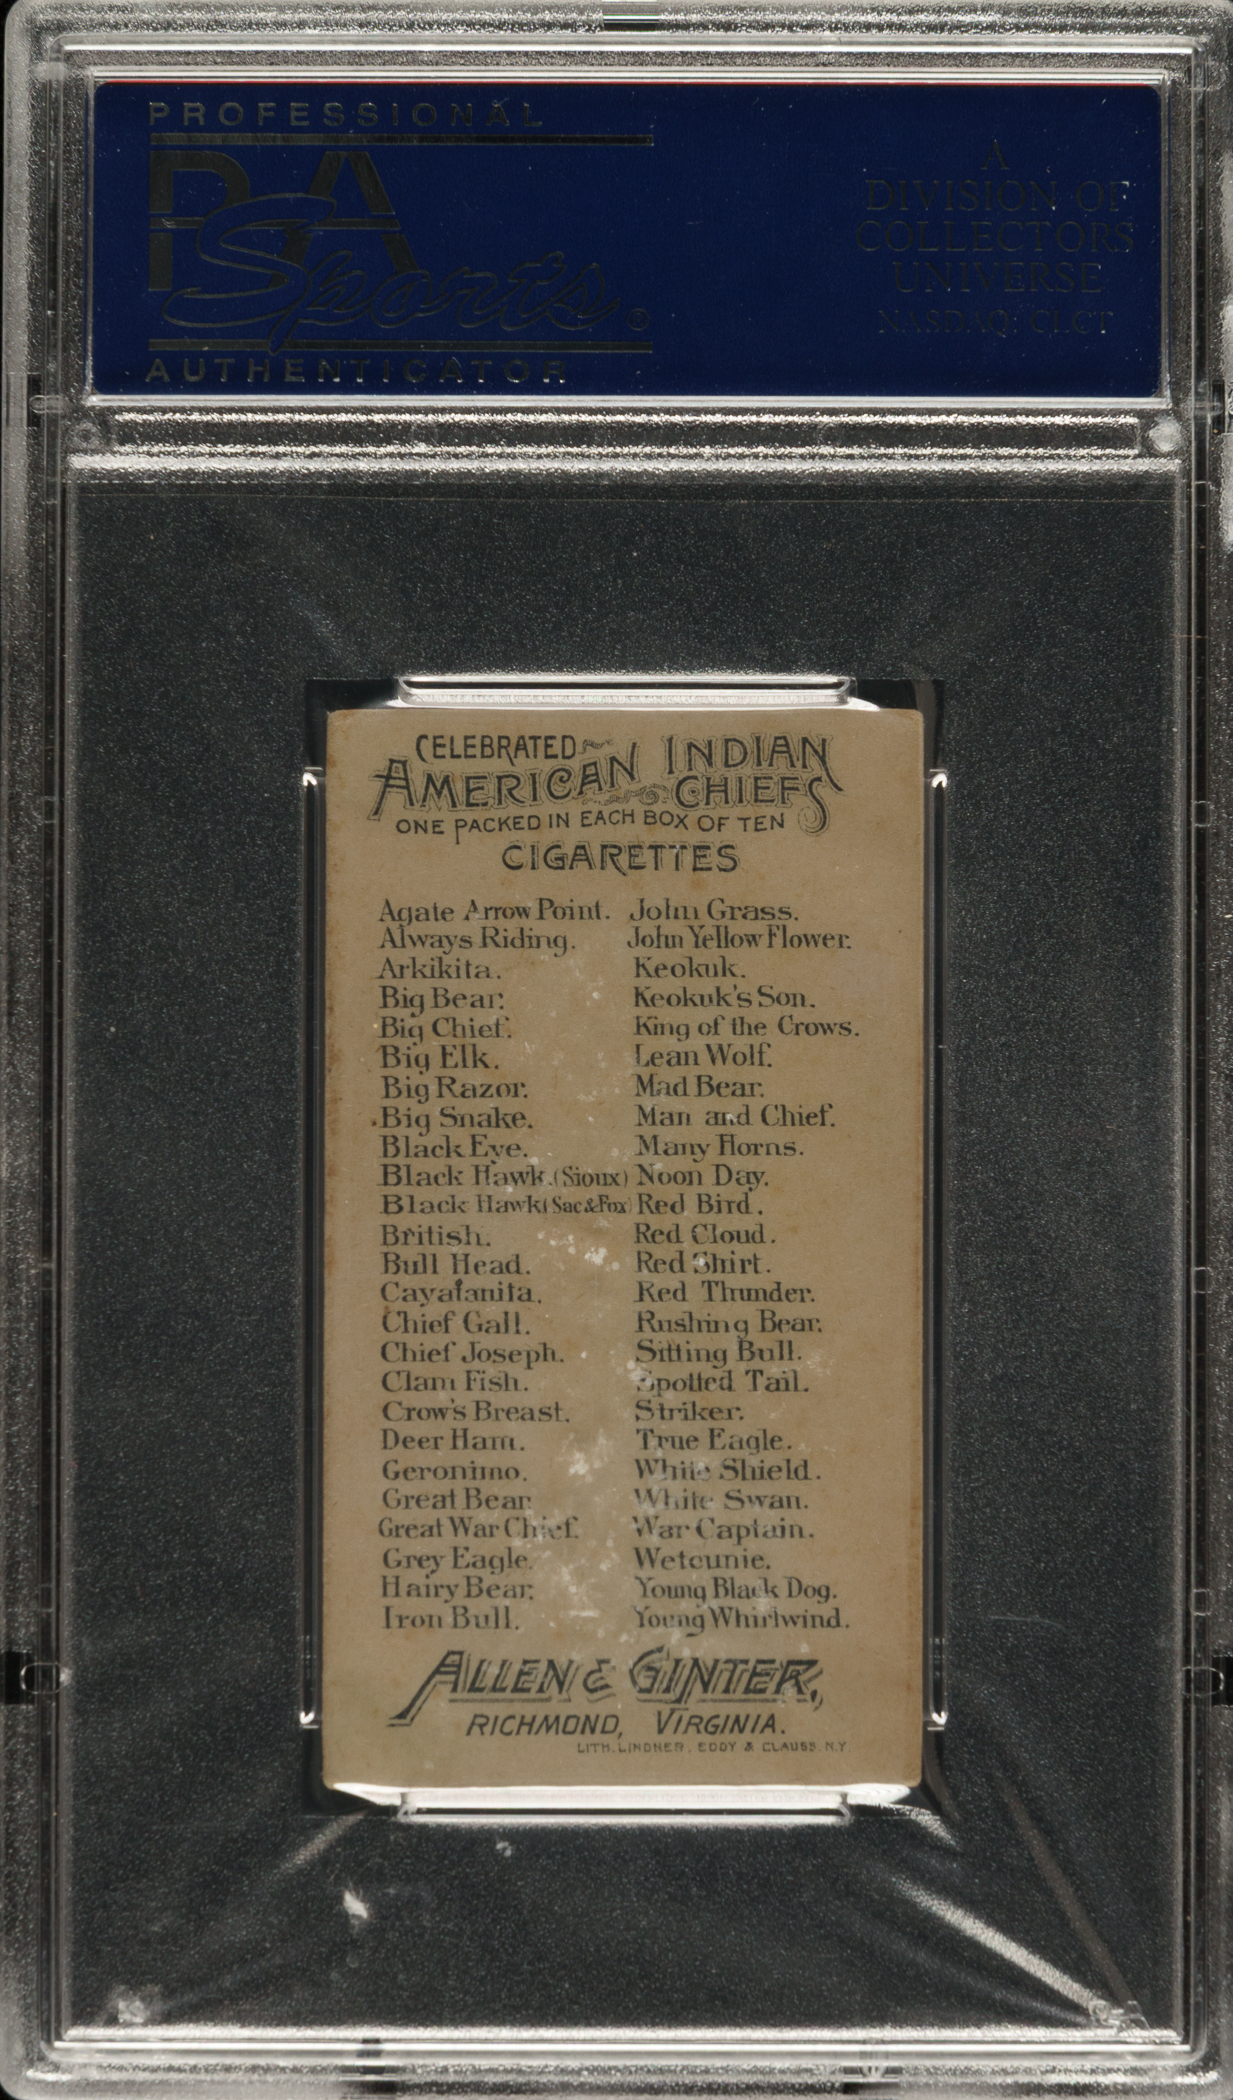 PROFESSIONAL
PSA
Sports®
AUTHENTICATOR
A
DIVISION OF
COLLECTORS
UNIVERSE
NASDAQ: CLCT
CELEBRATED
AMERICAN INDIAN
CHIEFS
ONE PACKED IN EACH BOX OF TEN
CIGARETTES
Agate Arrow Point.
Always Riding.
Arkikita.
Big Bear.
Big Chief.
Big Elk.
Big Razor.
Big Snake.
Black Eye.
Black Hawk.(Sioux)
Black Hawk(Sac&Fox)
British.
Bull Head.
Cayatanita.
Chief Gall.
Chief Joseph.
Clam Fish.
Crow's Breast.
Deer Ham.
Geronimo.
Great Bear
Great War Chief.
Grey Eagle.
Hairy Bear.
Iron Bull.
John Grass.
John Yellow Flower.
Keokuk.
Keokuk's Son.
King of the Crows.
Lean Wolf.
Mad Bear.
Man and Chief.
Many Horns.
Noon Day.
Red Bird.
Red Cloud.
Red Shirt.
Red Thunder.
Rushing Bear.
Sitting Bull.
Spotted Tail.
Striker.
True Eagle.
White Shield.
White Swan.
War Captain.
Wetcunie.
Young Black Dog.
Young Whirlwind.
ALLEN & GINTER,
RICHMOND, VIRGINIA.
LITH. LINDNER, EDDY & CLAUSS. N.Y.